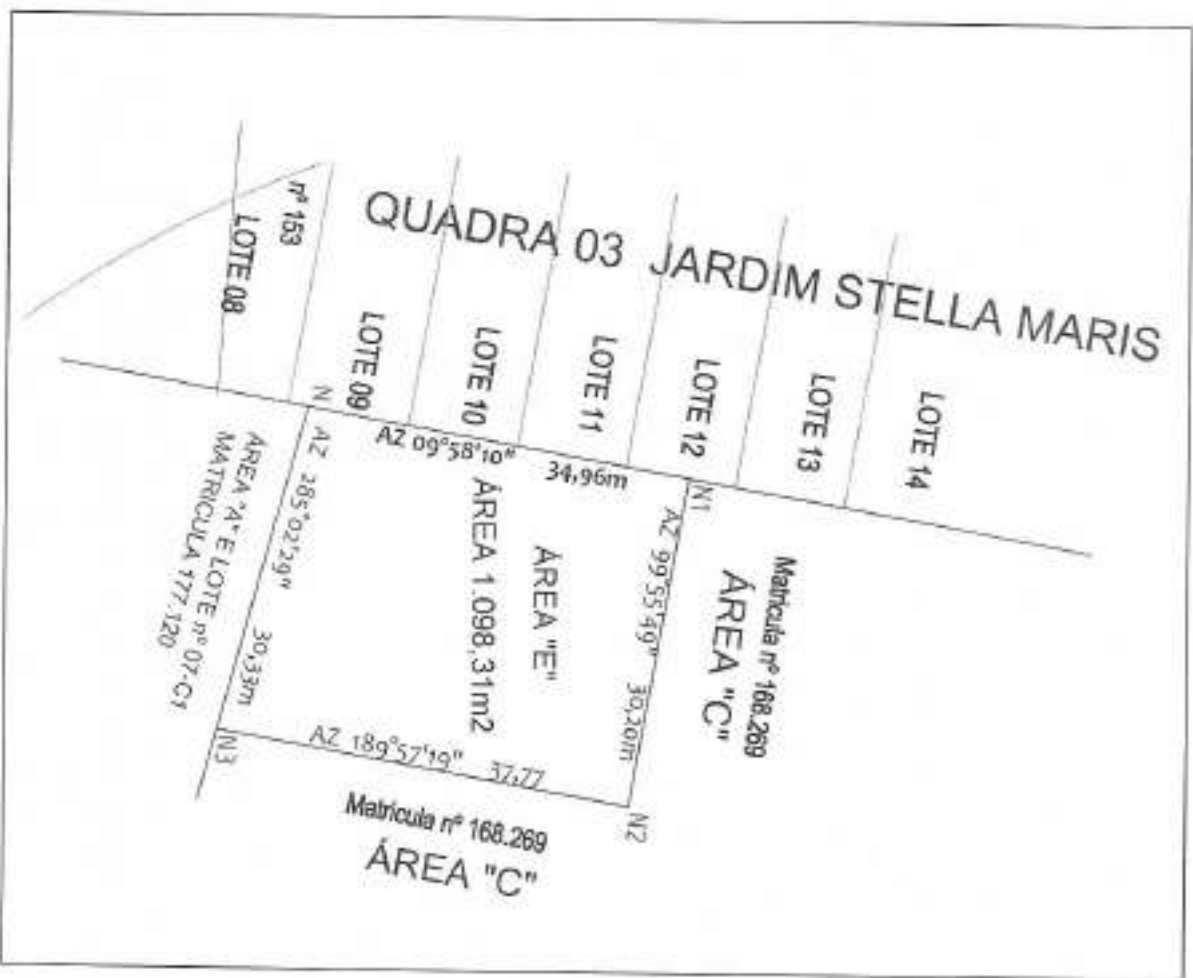 QUADRA 03 JARDIM STELLA MARIS
nº 153
LOTE 08
LOTE 09
LOTE 10
LOTE 11
LOTE 12
LOTE 13
LOTE 14
N
AZ 09°58'10" 34,96m
N1
AZ 285°02'29" 30,33m
ÁREA "A" E LOTE nº 07-C1
MATRICULA 177.120
ÁREA "E"
ÁREA 1.098,31m2
AZ 99°55'49" 30,20m
Matrícula nº 168.269
ÁREA "C"
N3
AZ 189°57'19" 37,77
N2
Matrícula nº 168.269
ÁREA "C"